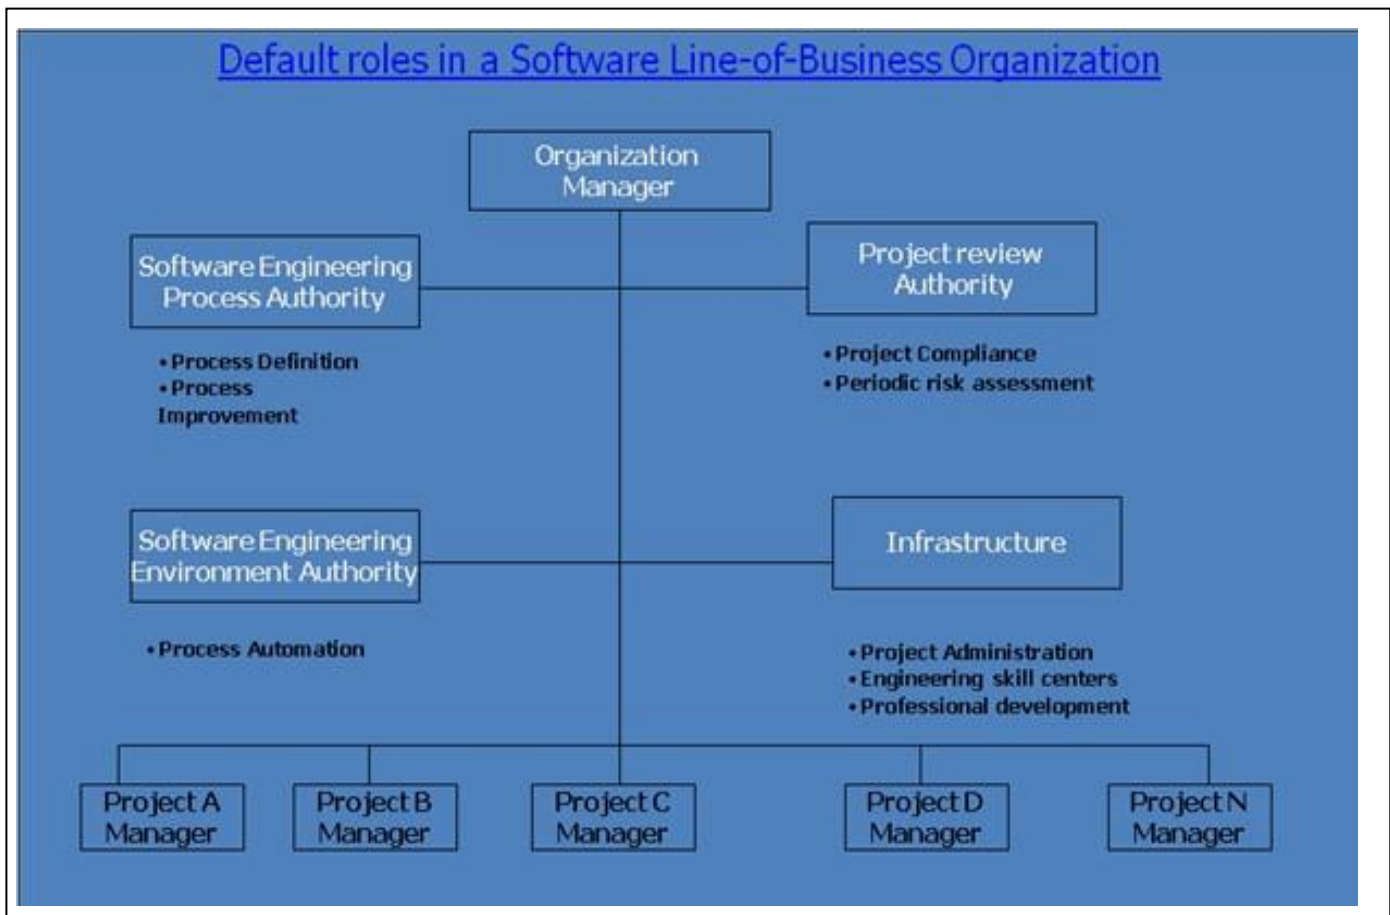 Default roles in a Software Line-of-Business Organization
Organization
Manager
Software Engineering
Process Authority
Project review
Authority
• Process Definition
• Process
Improvement
• Project Compliance
• Periodic risk assessment
Software Engineering
Environment Authority
Infrastructure
• Process Automation
• Project Administration
• Engineering skill centers
• Professional development
Project A
Manager
Project B
Manager
Project C
Manager
Project D
Manager
Project N
Manager